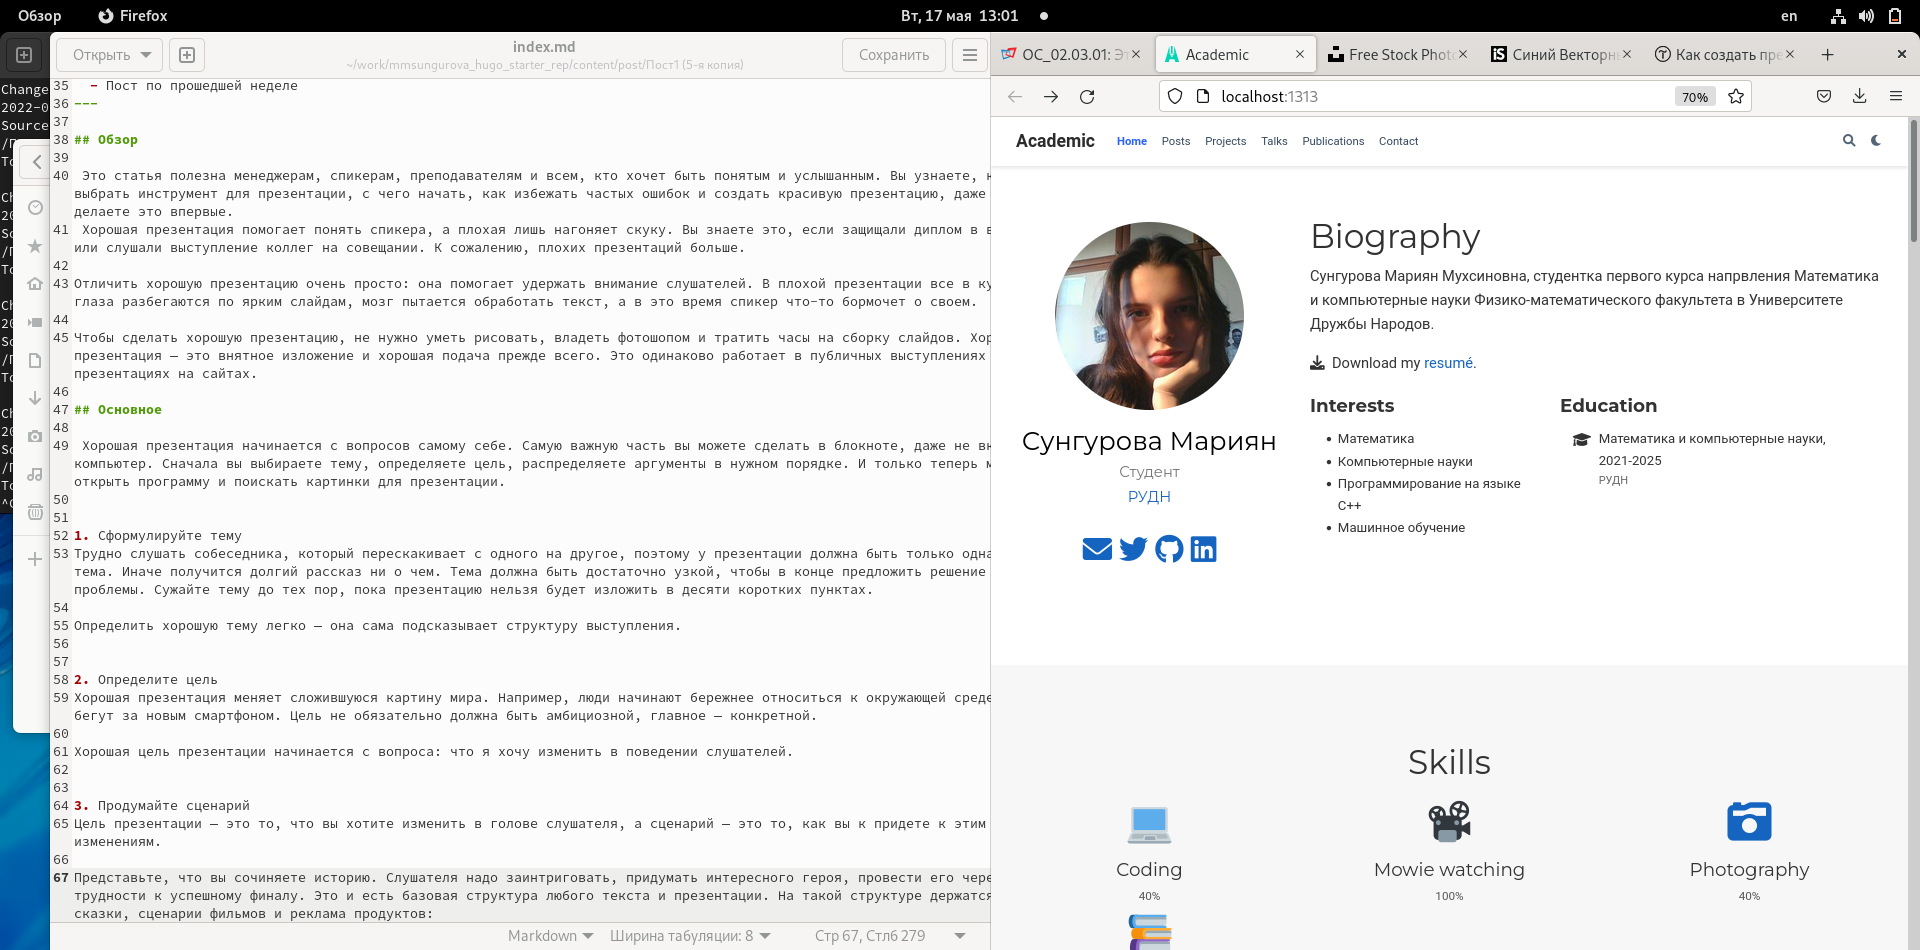 Обзор
Firefox
Вт, 17 мая 13:01
en
Открыть
index.md
~/work/mmsungurova_hugo_starter_rep/content/post/Пост1 (5-я копия)
Сохранить
Change
2022-0
Source
35 - Пост по прошедшей неделе
36 ---
37
38 ## Обзор
39
40 Это статья полезна менеджерам, спикерам, преподавателям и всем, кто хочет быть понятым и услышанным. Вы узнаете,
выбрать инструмент для презентации, с чего начать, как избежать частых ошибок и создать красивую презентацию, даже
делаете это впервые.
41 Хорошая презентация помогает понять спикера, а плохая лишь нагоняет скуку. Вы знаете это, если защищали диплом в
или слушали выступление коллег на совещании. К сожалению, плохих презентаций больше.
42
43 Отличить хорошую презентацию очень просто: она помогает удержать внимание слушателей. В плохой презентации все в
глаза разбегаются по ярким слайдам, мозг пытается обработать текст, а в это время спикер что-то бормочет о своем.
44
45 Чтобы сделать хорошую презентацию, не нужно уметь рисовать, владеть фотошопом и тратить часы на сборку слайдов.
презентация — это внятное изложение и хорошая подача прежде всего. Это одинаково работает в публичных выступлениях
презентациях на сайтах.
46
47 ## Основное
48
49 Хорошая презентация начинается с вопросов самому себе. Самую важную часть вы можете сделать в блокноте, даже не
компьютер. Сначала вы выбираете тему, определяете цель, распределяете аргументы в нужном порядке. И только теперь
открыть программу и поискать картинки для презентации.
50
51
52 1. Сформулируйте тему
53 Трудно слушать собеседника, который перескакивает с одного на другое, поэтому у презентации должна быть только одна
тема. Иначе получится долгий рассказ ни о чем. Тема должна быть достаточно узкой, чтобы в конце предложить решение
проблемы. Сужайте тему до тех пор, пока презентацию нельзя будет изложить в десяти коротких пунктах.
54
55 Определить хорошую тему легко — она сама подсказывает структуру выступления.
56
57
58 2. Определите цель
59 Хорошая презентация меняет сложившуюся картину мира. Например, люди начинают бережнее относиться к окружающей среде
бегут за новым смартфоном. Цель не обязательно должна быть амбициозной, главное — конкретной.
60
61 Хорошая цель презентации начинается с вопроса: что я хочу изменить в поведении слушателей.
62
63
64 3. Продумайте сценарий
65 Цель презентации — это то, что вы хотите изменить в голове слушателя, а сценарий — это то, как вы к придете к этим
изменениям.
66
67 Представьте, что вы сочиняете историю. Слушателя надо заинтриговать, придумать интересного героя, провести его
трудности к успешному финалу. Это и есть базовая структура любого текста и презентации. На такой структуре держатся
сказки, сценарии фильмов и реклама продуктов:
Markdown
Ширина табуляции: 8
Стр 67, Стлб 279
ОС_02.03.01:
Academic
Free Stock
Синий
Как создать
localhost:1313
70%
Academic
Home
Posts
Projects
Talks
Publications
Contact
Сунгурова Мариян
Студент
РУДН
Biography
Сунгурова Мариян Мухсиновна, студентка первого курса напрвления Математика
и компьютерные науки Физико-математического факультета в Университете
Дружбы Народов.
Download my resumé.
Interests
Математика
Компьютерные науки
Программирование на языке
C++
Машинное обучение
Education
Математика и компьютерные науки,
2021-2025
РУДН
Skills
Coding
40%
Mowie watching
100%
Photography
40%